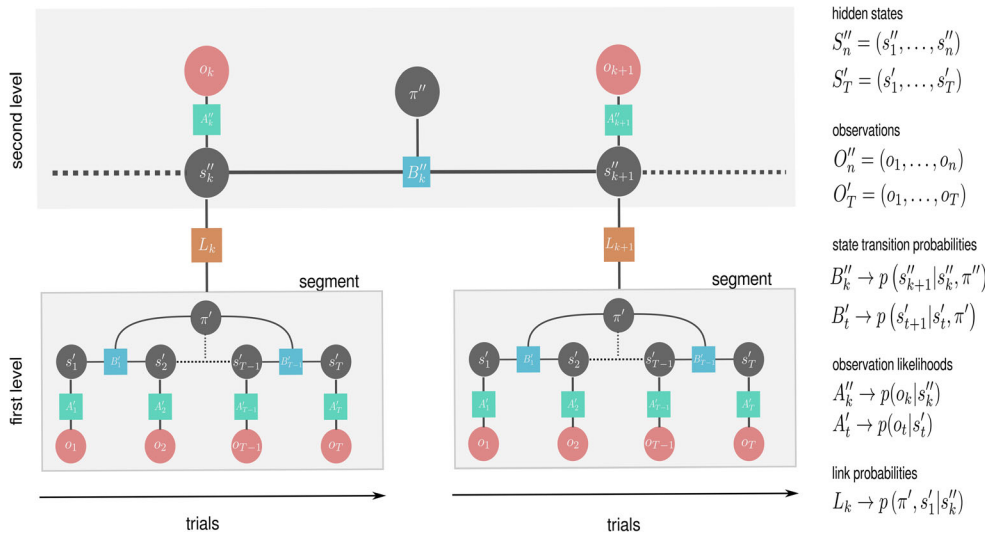 second level
o_k
A''_k
s''_k
π''
B''_k
o_{k+1}
A''_{k+1}
s''_{k+1}
L_k
L_{k+1}
segment
segment
first level
π'
s'_1 B'_1 s'_2 s'_{T−1} B'_{T−1} s'_T
A'_1 A'_2 A'_{T−1} A'_T
o_1 o_2 o_{T−1} o_T
trials
π'
s'_1 B'_1 s'_2 s'_{T−1} B'_{T−1} s'_T
A'_1 A'_2 A'_{T−1} A'_T
o_1 o_2 o_{T−1} o_T
trials
hidden states
S''_n = (s''_1, . . . , s''_n)
S'_T = (s'_1, . . . , s'_T)
observations
O''_n = (o_1, . . . , o_n)
O'_T = (o_1, . . . , o_T)
state transition probabilities
B''_k → p (s''_{k+1}|s''_k, π'')
B'_t → p (s'_{t+1}|s'_t, π')
observation likelihoods
A''_k → p(o_k|s''_k)
A'_t → p(o_t|s'_t)
link probabilities
L_k → p (π', s'_1|s''_k)